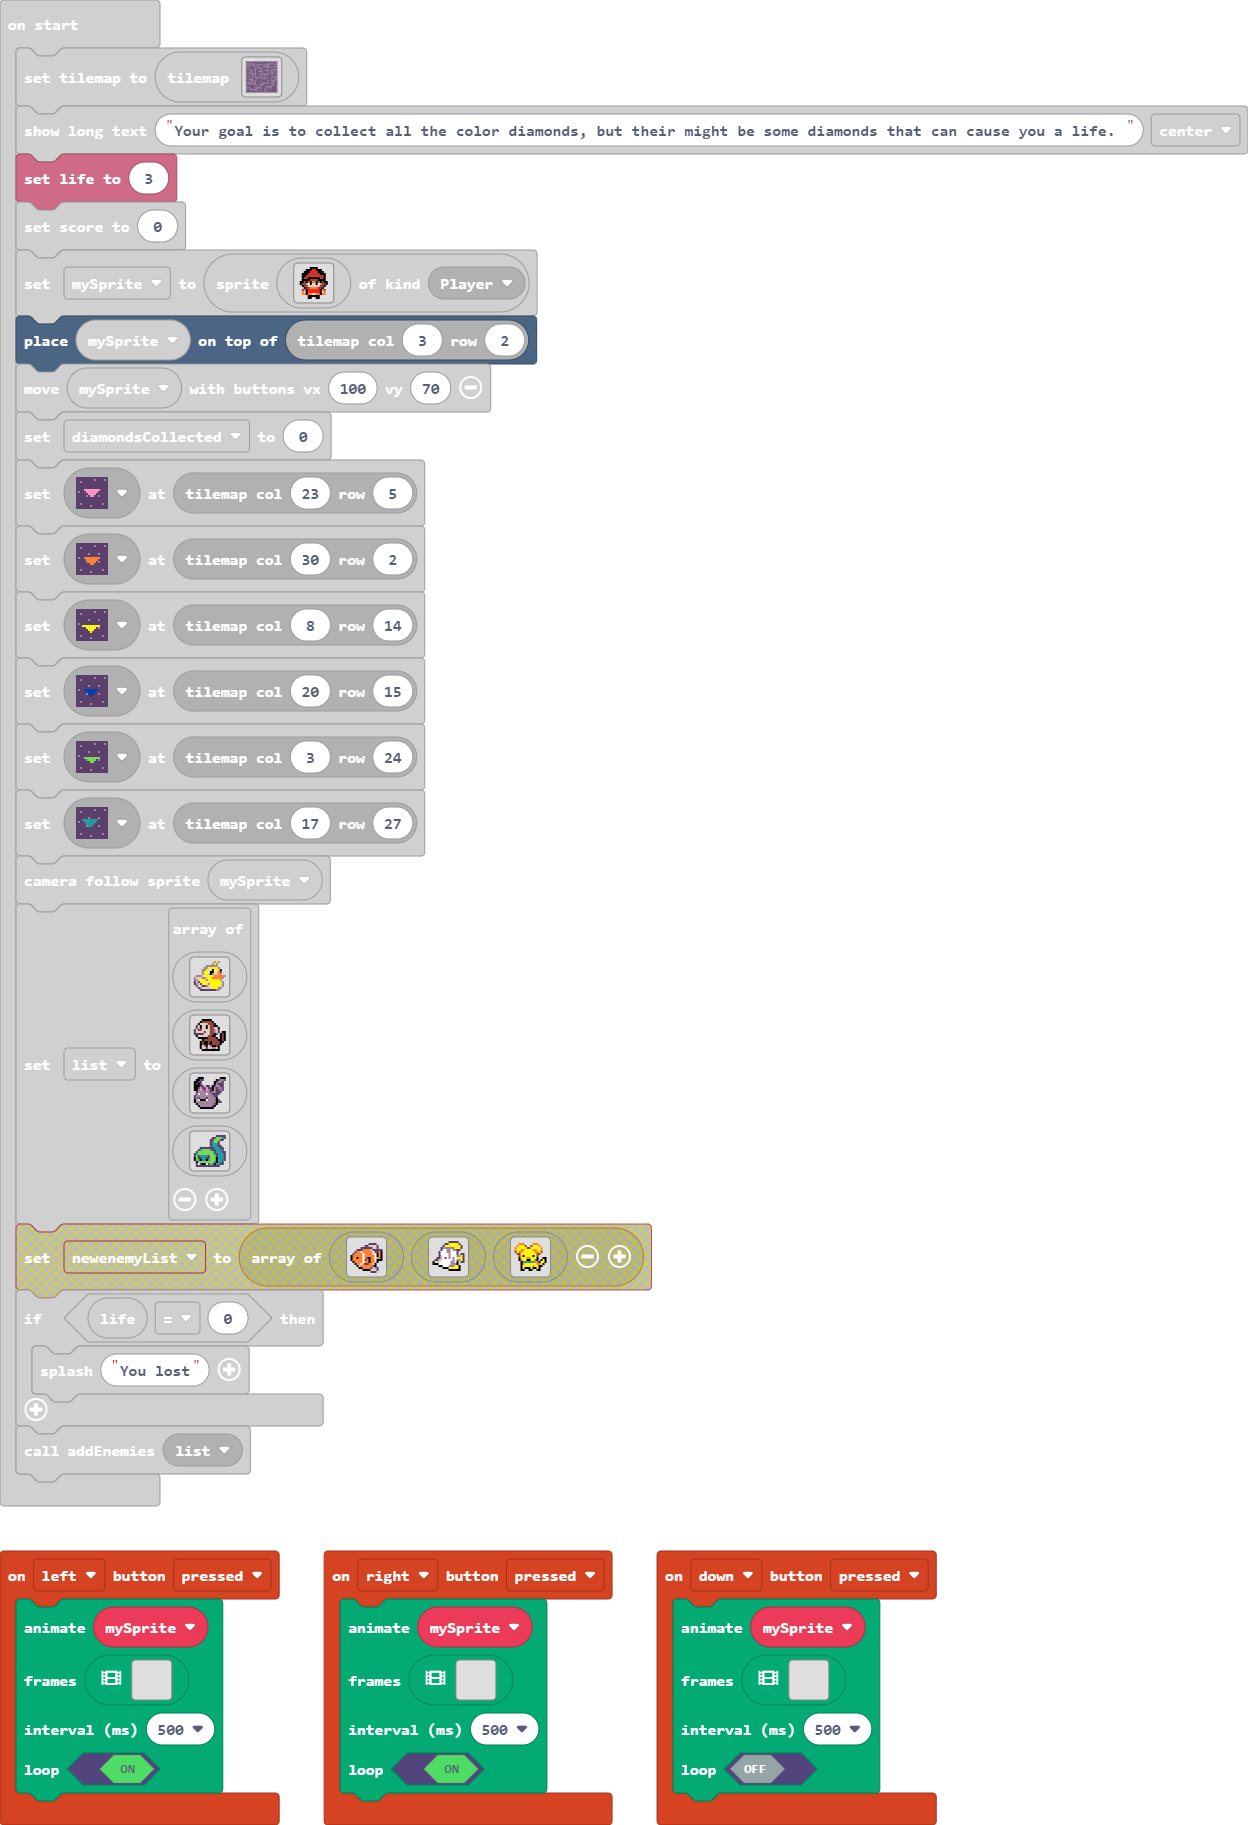 on start
set tilemap to tilemap
show long text "Your goal is to collect all the color diamonds, but their might be some diamonds that can cause you a life. " center
set life to 3
set score to 0
set mySprite to sprite of kind Player
place mySprite on top of tilemap col 3 row 2
move mySprite with buttons vx 100 vy 70
set diamondsCollected to 0
set at tilemap col 23 row 5
set at tilemap col 30 row 2
set at tilemap col 8 row 14
set at tilemap col 20 row 15
set at tilemap col 3 row 24
set at tilemap col 17 row 27
camera follow sprite mySprite
array of
set list to
set newenemyList to array of
if life = 0 then
splash "You lost"
call addEnemies list
on left button pressed
animate mySprite
frames
interval (ms) 500
loop ON
on right button pressed
animate mySprite
frames
interval (ms) 500
loop ON
on down button pressed
animate mySprite
frames
interval (ms) 500
loop OFF